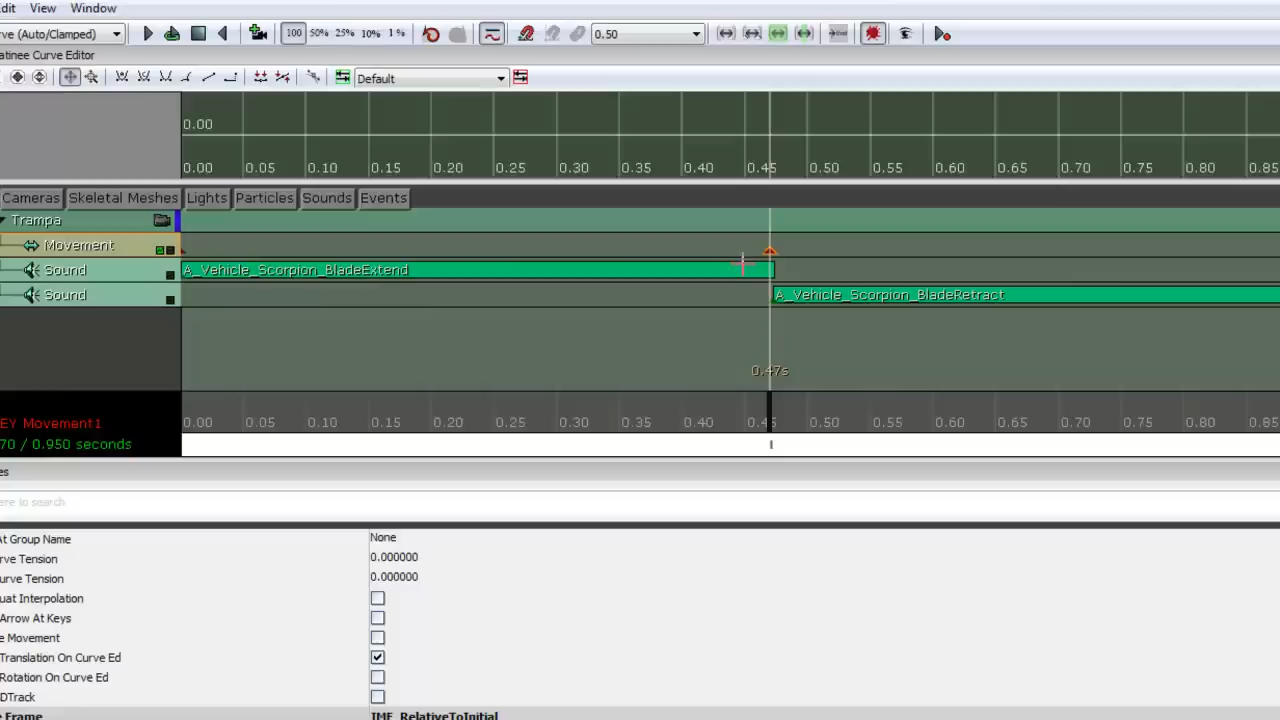 dit View Window
ve (Auto/Clamped) 100 50% 25% 10% 1% 0.50
atinee Curve Editor
Default
0.00
0.00 0.05 0.10 0.15 0.20 0.25 0.30 0.35 0.40 0.45 0.50 0.55 0.60 0.65 0.70 0.75 0.80 0.85
Cameras Skeletal Meshes Lights Particles Sounds Events
Trampa
Movement
Sound A_Vehicle_Scorpion_BladeExtend
Sound A_Vehicle_Scorpion_BladeRetract
0.47s
0.00 0.05 0.10 0.15 0.20 0.25 0.30 0.35 0.40 0.45 0.50 0.55 0.60 0.65 0.70 0.75 0.80 0.85
EY Movement1
70 / 0.950 seconds
es
ere to search
At Group Name None
rve Tension 0.000000
urve Tension 0.000000
uat Interpolation
Arrow At Keys
e Movement
Translation On Curve Ed
Rotation On Curve Ed
DTrack
e Frame IMF_RelativeToInitial